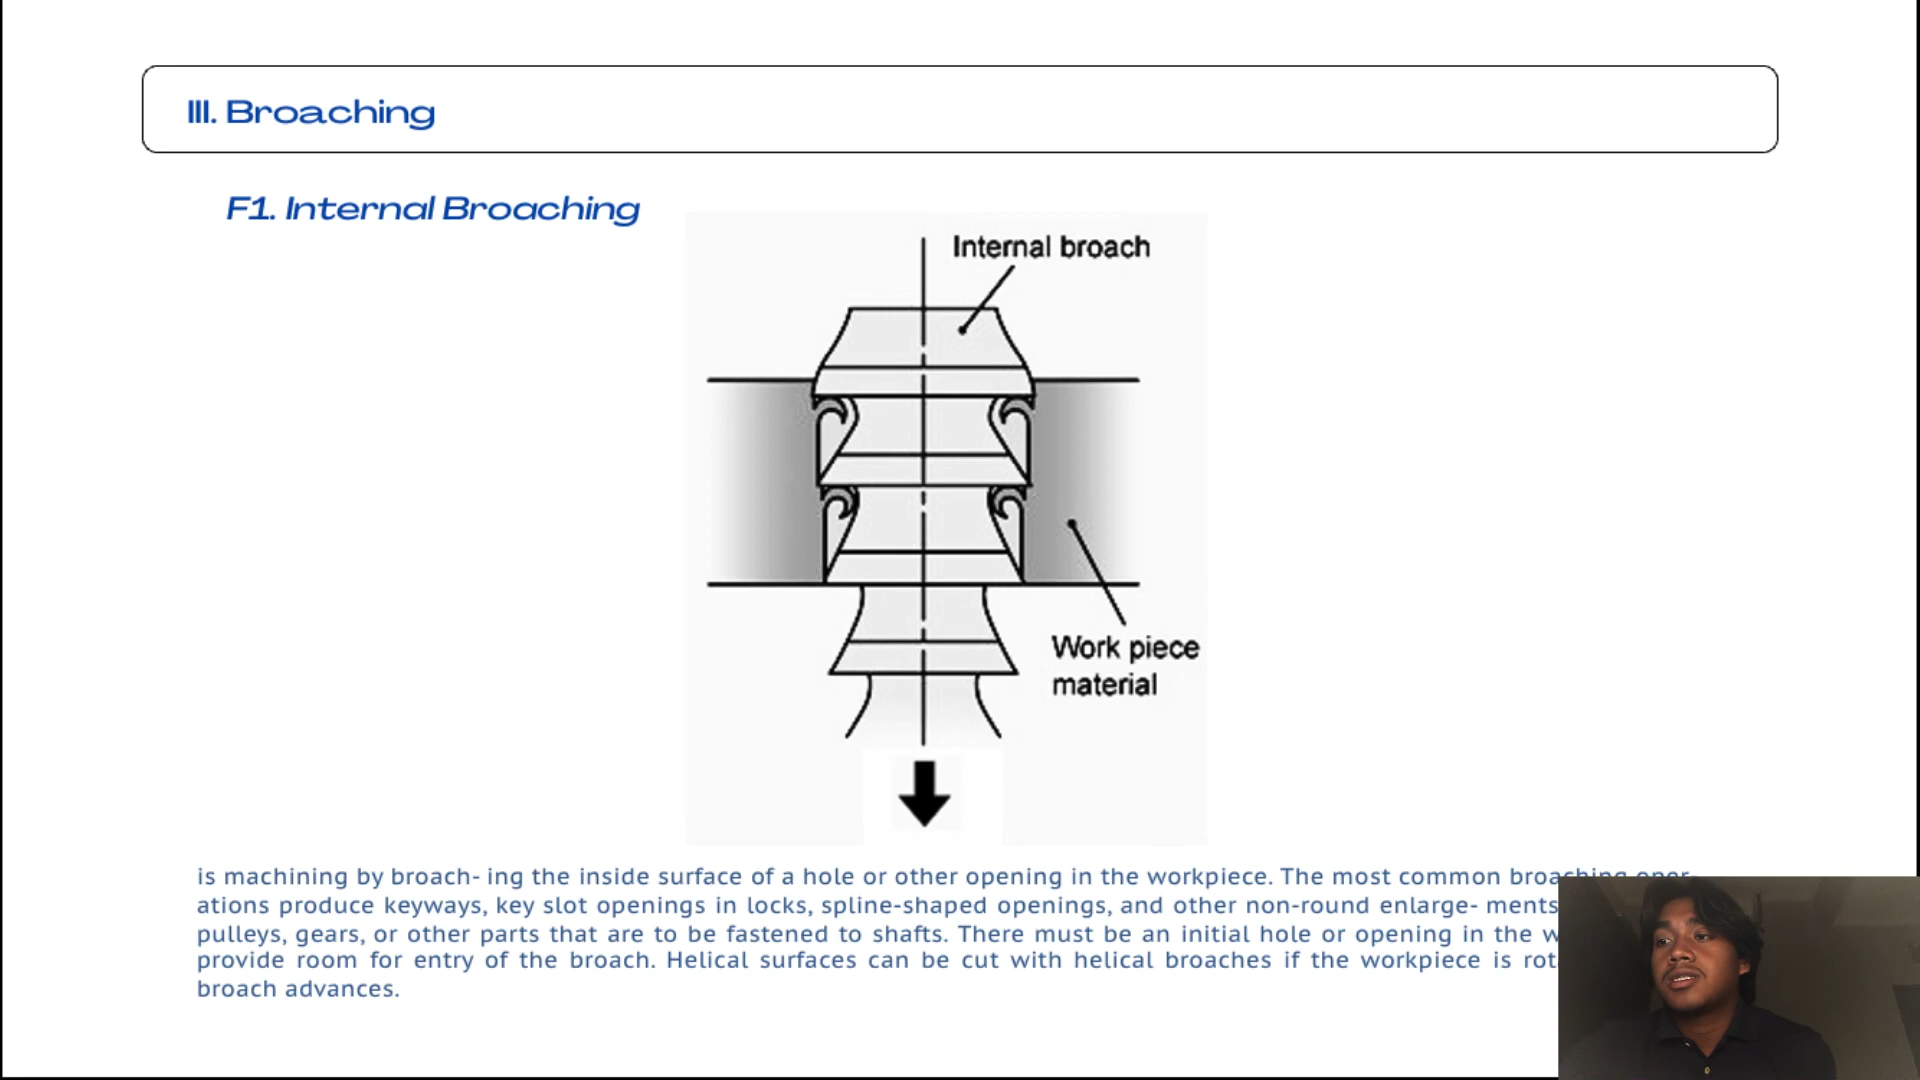 III. Broaching
F1. Internal Broaching
Internal broach
Work piece
material
is machining by broach- ing the inside surface of a hole or other opening in the workpiece. The most common broaching oper-
ations produce keyways, key slot openings in locks, spline-shaped openings, and other non-round enlarge- ments
pulleys, gears, or other parts that are to be fastened to shafts. There must be an initial hole or opening in the
provide room for entry of the broach. Helical surfaces can be cut with helical broaches if the workpiece is
broach advances.